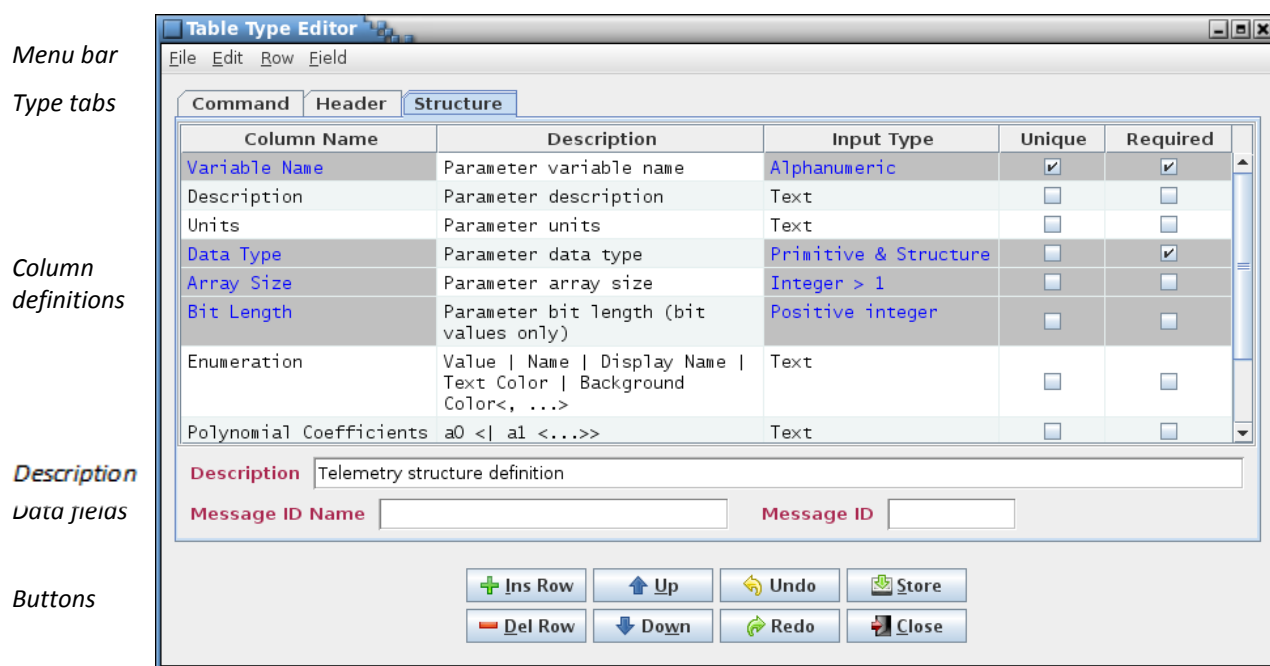 Table Type Editor
Menu bar
File Edit Row Field
Type tabs
Command Header Structure
Column Name Description Input Type Unique Required
Variable Name Parameter variable name Alphanumeric
Description Parameter description Text
Units Parameter units Text
Data Type Parameter data type Primitive & Structure
Array Size Parameter array size Integer > 1
Bit Length Parameter bit length (bit
values only) Positive integer
Column
definitions
Enumeration Value | Name | Display Name |
Text Color | Background
Color<, ...> Text
Polynomial Coefficients a0 <| a1 <...>> Text
Description
Description Telemetry structure definition
Data fields
Message ID Name Message ID
Buttons
Ins Row Up Undo Store
Del Row Down Redo Close